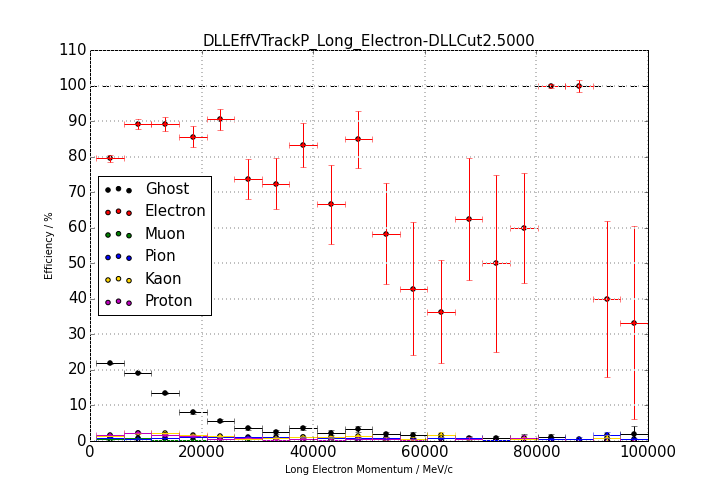 DLLEffVTrackP_Long_Electron-DLLCut2.5000
110
100
90
80
70
60
50
40
30
20
10
0
Efficiency / %
Ghost
Electron
Muon
Pion
Kaon
Proton
0 20000 40000 60000 80000 100000
Long Electron Momentum / MeV/c